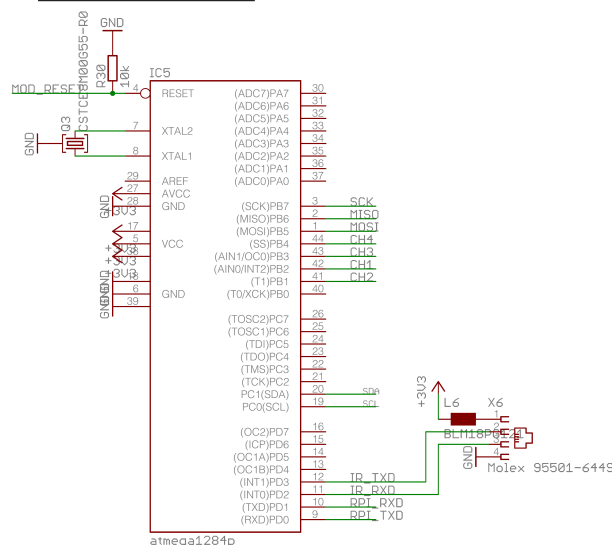 GND
CSTCE8M00G55-R0
R30
10k
IC5
MOD_RESET
4 RESET
Q3
GND
7 XTAL2
8 XTAL1
29 AREF
27 AVCC
28 GND
GND
+3V3
17
5 VCC
38
+3V3
+3V3
+3V3
18
6 GND
39
GND
GND
GND
(ADC7)PA7 30
(ADC6)PA6 31
(ADC5)PA5 32
(ADC4)PA4 33
(ADC3)PA3 34
(ADC2)PA2 35
(ADC1)PA1 36
(ADC0)PA0 37
(SCK)PB7 3 SCK
(MISO)PB6 2 MISO
(MOSI)PB5 1 MOSI
(SS)PB4 44 CH4
(AIN1/OC0)PB3 43 CH3
(AIN0/INT2)PB2 42 CH1
(T1)PB1 41 CH2
(T0/XCK)PB0 40
(TOSC2)PC7 26
(TOSC1)PC6 25
(TDI)PC5 24
(TDO)PC4 23
(TMS)PC3 22
(TCK)PC2 21
PC1(SDA) 20 SDA
PC0(SCL) 19 SCL
(OC2)PD7 16
(ICP)PD6 15
(OC1A)PD5 14
(OC1B)PD4 13
(INT1)PD3 12 IR_TXD
(INT0)PD2 11 IR_RXD
(TXD)PD1 10 RPI_RXD
(RXD)PD0 9 RPI_TXD
atmega1284p
+3V3
L6
X6
1
2
3
4
GND
Molex 95501-6449